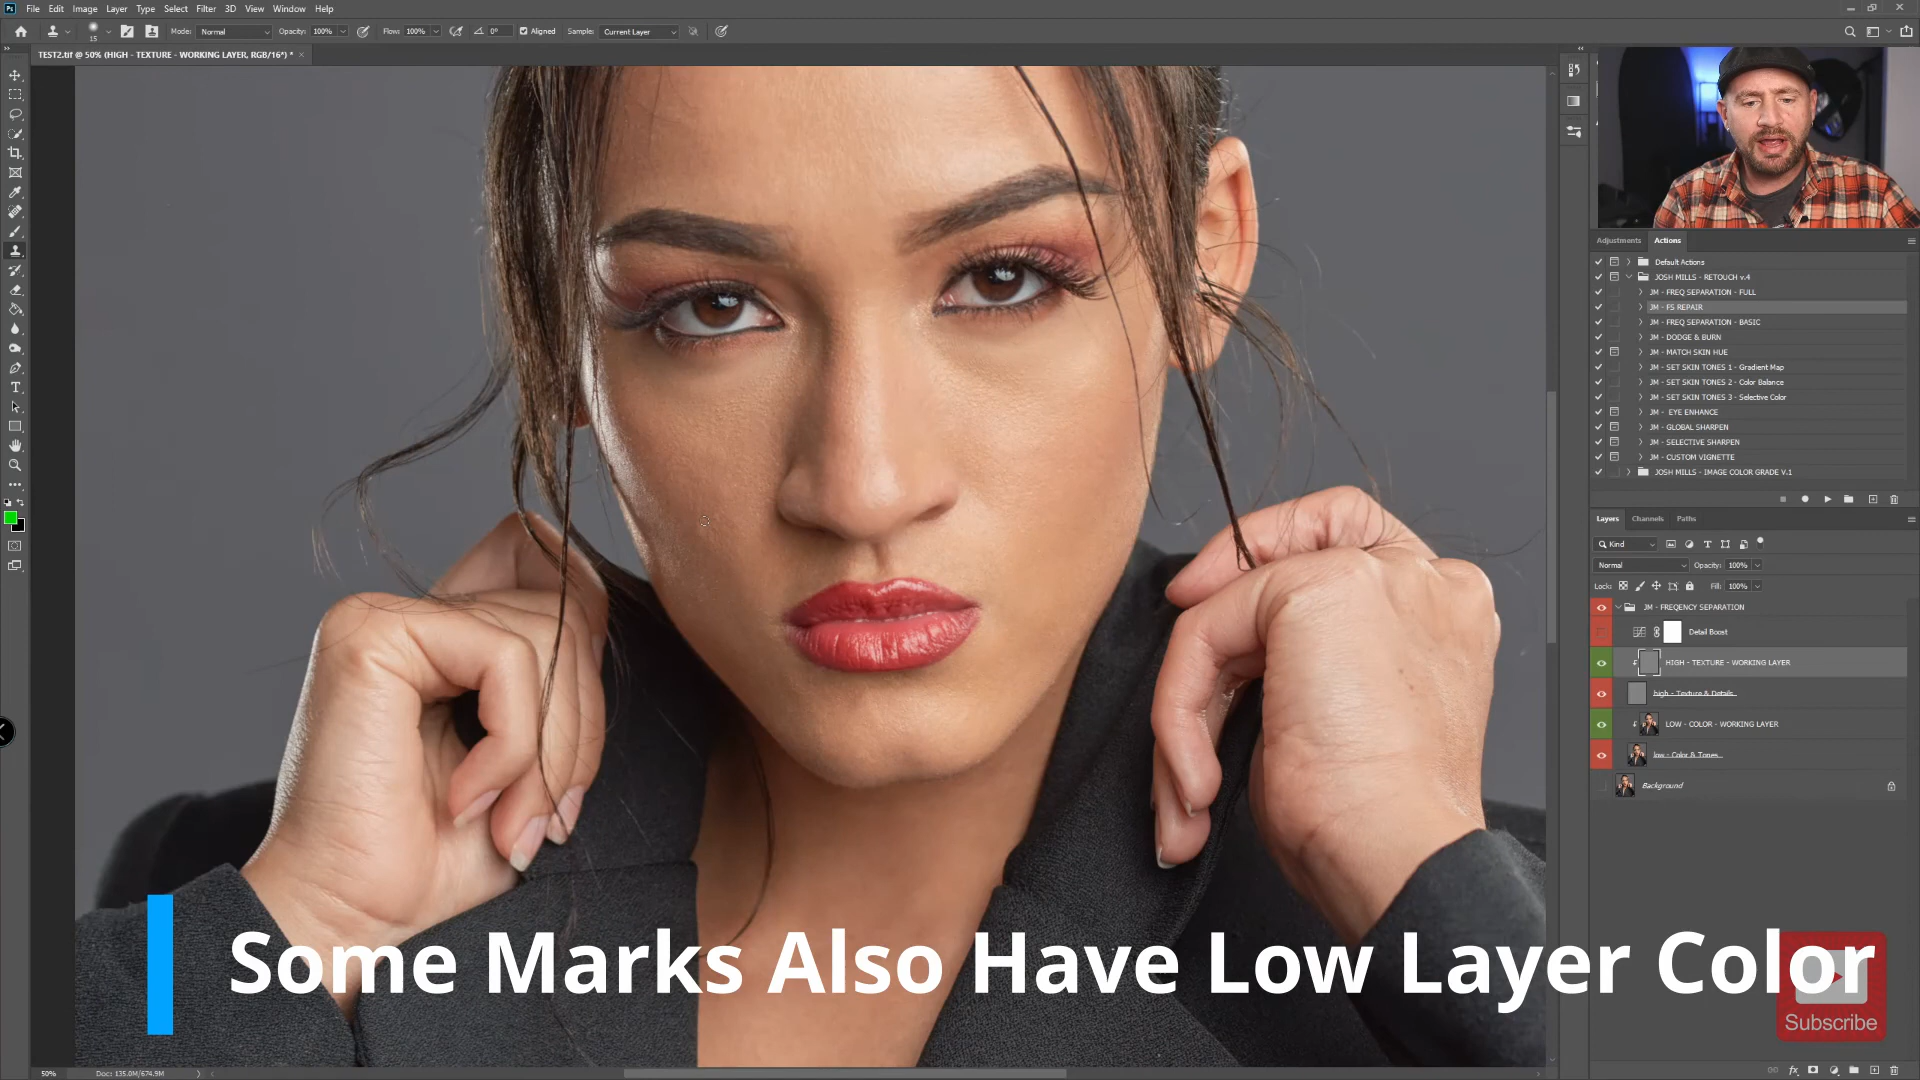 Ps File Edit Image Layer Type Select Filter 3D View Window Help
15 Mode: Normal Opacity: 100% Flow: 100% 0° Aligned Sample: Current Layer
TEST2.tif @ 50% (HIGH - TEXTURE - WORKING LAYER, RGB/16*) * ×
Adjustments Actions
Default Actions
JOSH MILLS - RETOUCH v.4
JM - FREQ SEPARATION - FULL
JM - FS REPAIR
JM - FREQ SEPARATION - BASIC
JM - DODGE & BURN
JM - MATCH SKIN HUE
JM - SET SKIN TONES 1 - Gradient Map
JM - SET SKIN TONES 2 - Color Balance
JM - SET SKIN TONES 3 - Selective Color
JM - EYE ENHANCE
JM - GLOBAL SHARPEN
JM - SELECTIVE SHARPEN
JM - CUSTOM VIGNETTE
JOSH MILLS - IMAGE COLOR GRADE V.1
Layers Channels Paths
Kind
Normal Opacity: 100%
Lock: Fill: 100%
JM - FREQENCY SEPARATION
Detail Boost
HIGH - TEXTURE - WORKING LAYER
high - Texture & Details
LOW - COLOR - WORKING LAYER
low - Color & Tones
Background
Some Marks Also Have Low Layer Color
Subscribe
50% Doc: 135.0M/674.9M